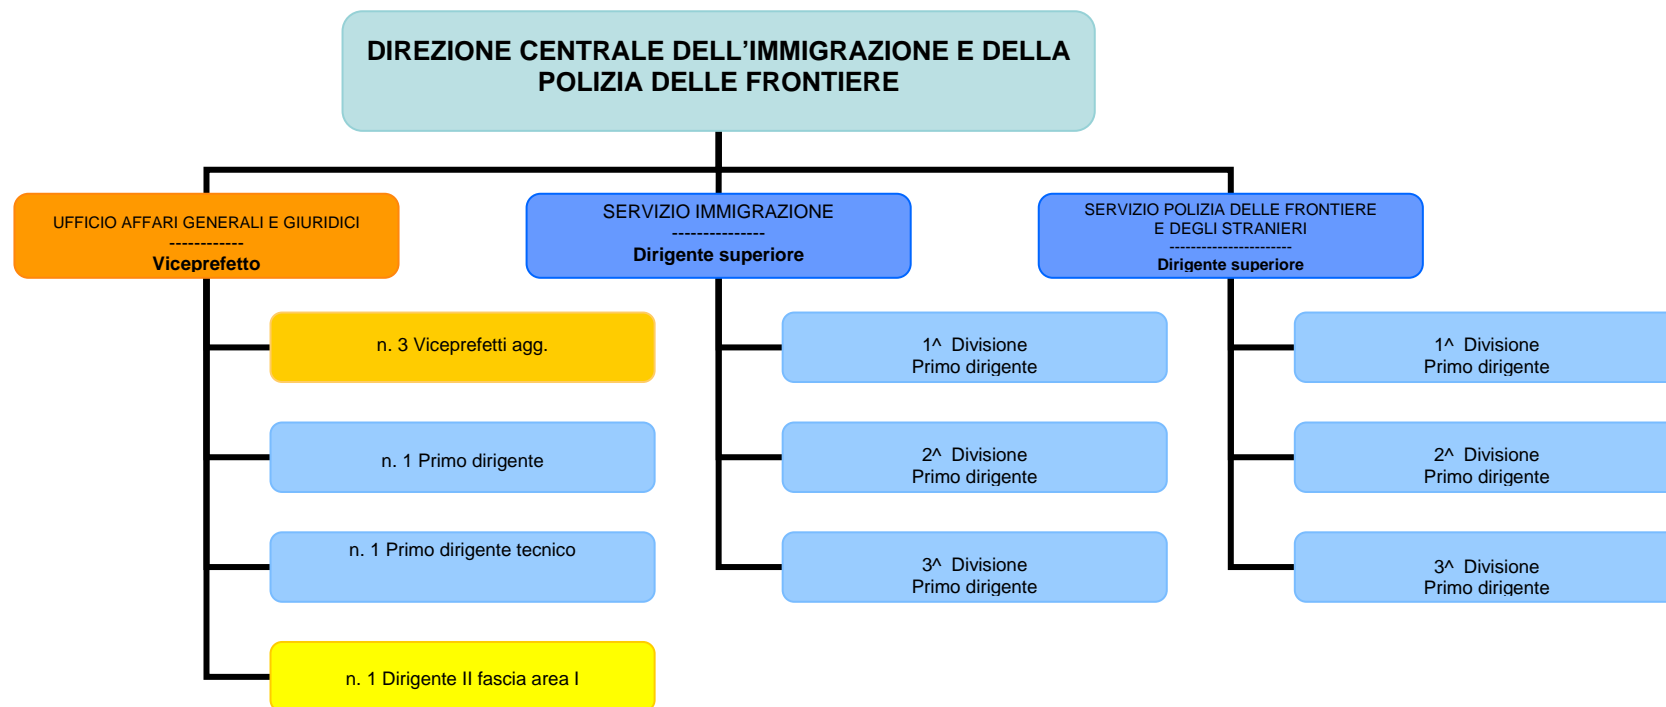 DIREZIONE CENTRALE DELL’IMMIGRAZIONE E DELLA
POLIZIA DELLE FRONTIERE
UFFICIO AFFARI GENERALI E GIURIDICI
------------
Viceprefetto
n. 3 Viceprefetti agg.
n. 1 Primo dirigente
n. 1 Primo dirigente tecnico
n. 1 Dirigente II fascia area I
SERVIZIO IMMIGRAZIONE
---------------
Dirigente superiore
1^ Divisione
Primo dirigente
2^ Divisione
Primo dirigente
3^ Divisione
Primo dirigente
SERVIZIO POLIZIA DELLE FRONTIERE
E DEGLI STRANIERI
-----------------------
Dirigente superiore
1^ Divisione
Primo dirigente
2^ Divisione
Primo dirigente
3^ Divisione
Primo dirigente